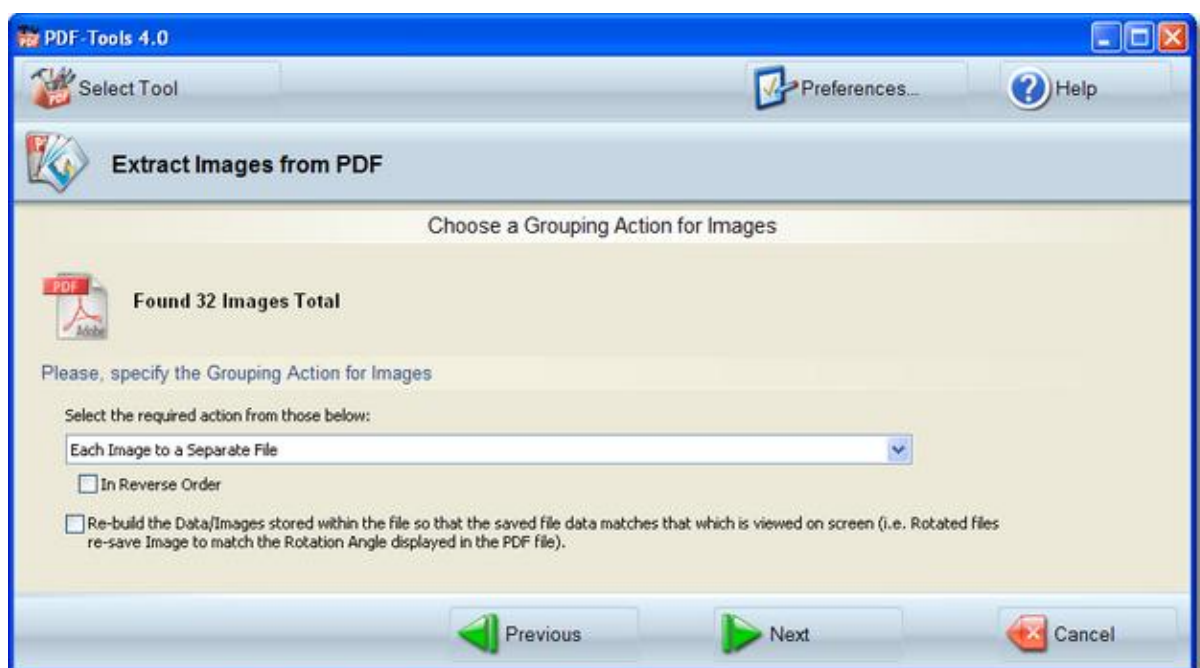 PDF-Tools 4.0
Select Tool
Preferences...
Help
Extract Images from PDF
Choose a Grouping Action for Images
PDF
Adobe
Found 32 Images Total
Please, specify the Grouping Action for Images
Select the required action from those below:
Each Image to a Separate File
In Reverse Order
Re-build the Data/Images stored within the file so that the saved file data matches that which is viewed on screen (i.e. Rotated files
re-save Image to match the Rotation Angle displayed in the PDF file).
Previous
Next
Cancel